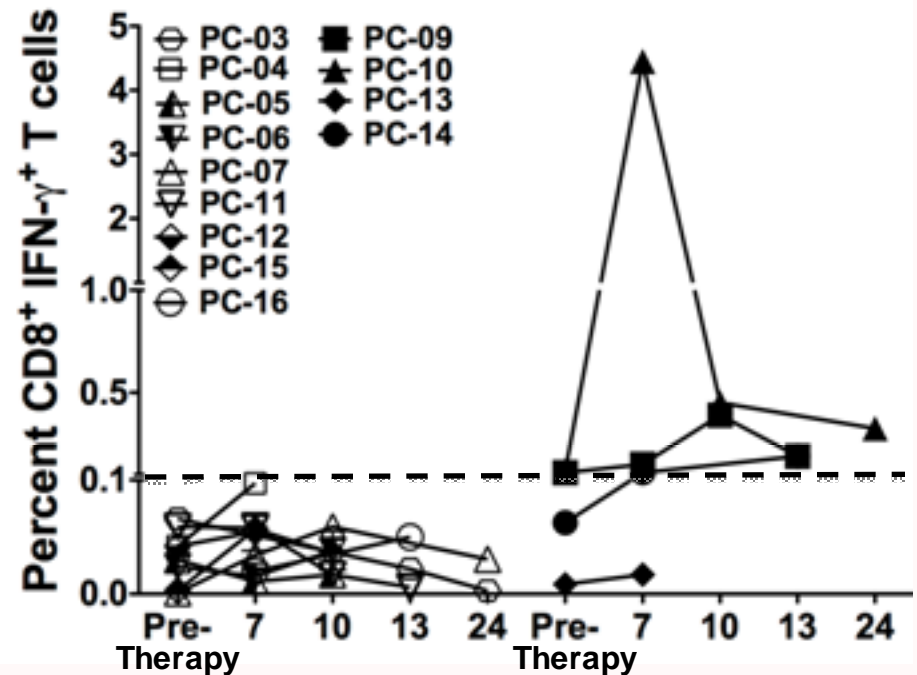 Percent CD8+ IFN-γ+ T cells
5
4
3
2
1.0
0.5
0.1
0.0
PC-03
PC-04
PC-05
PC-06
PC-07
PC-11
PC-12
PC-15
PC-16
PC-09
PC-10
PC-13
PC-14
Pre- 7 10 13 24 Pre- 7 10 13 24
Therapy Therapy